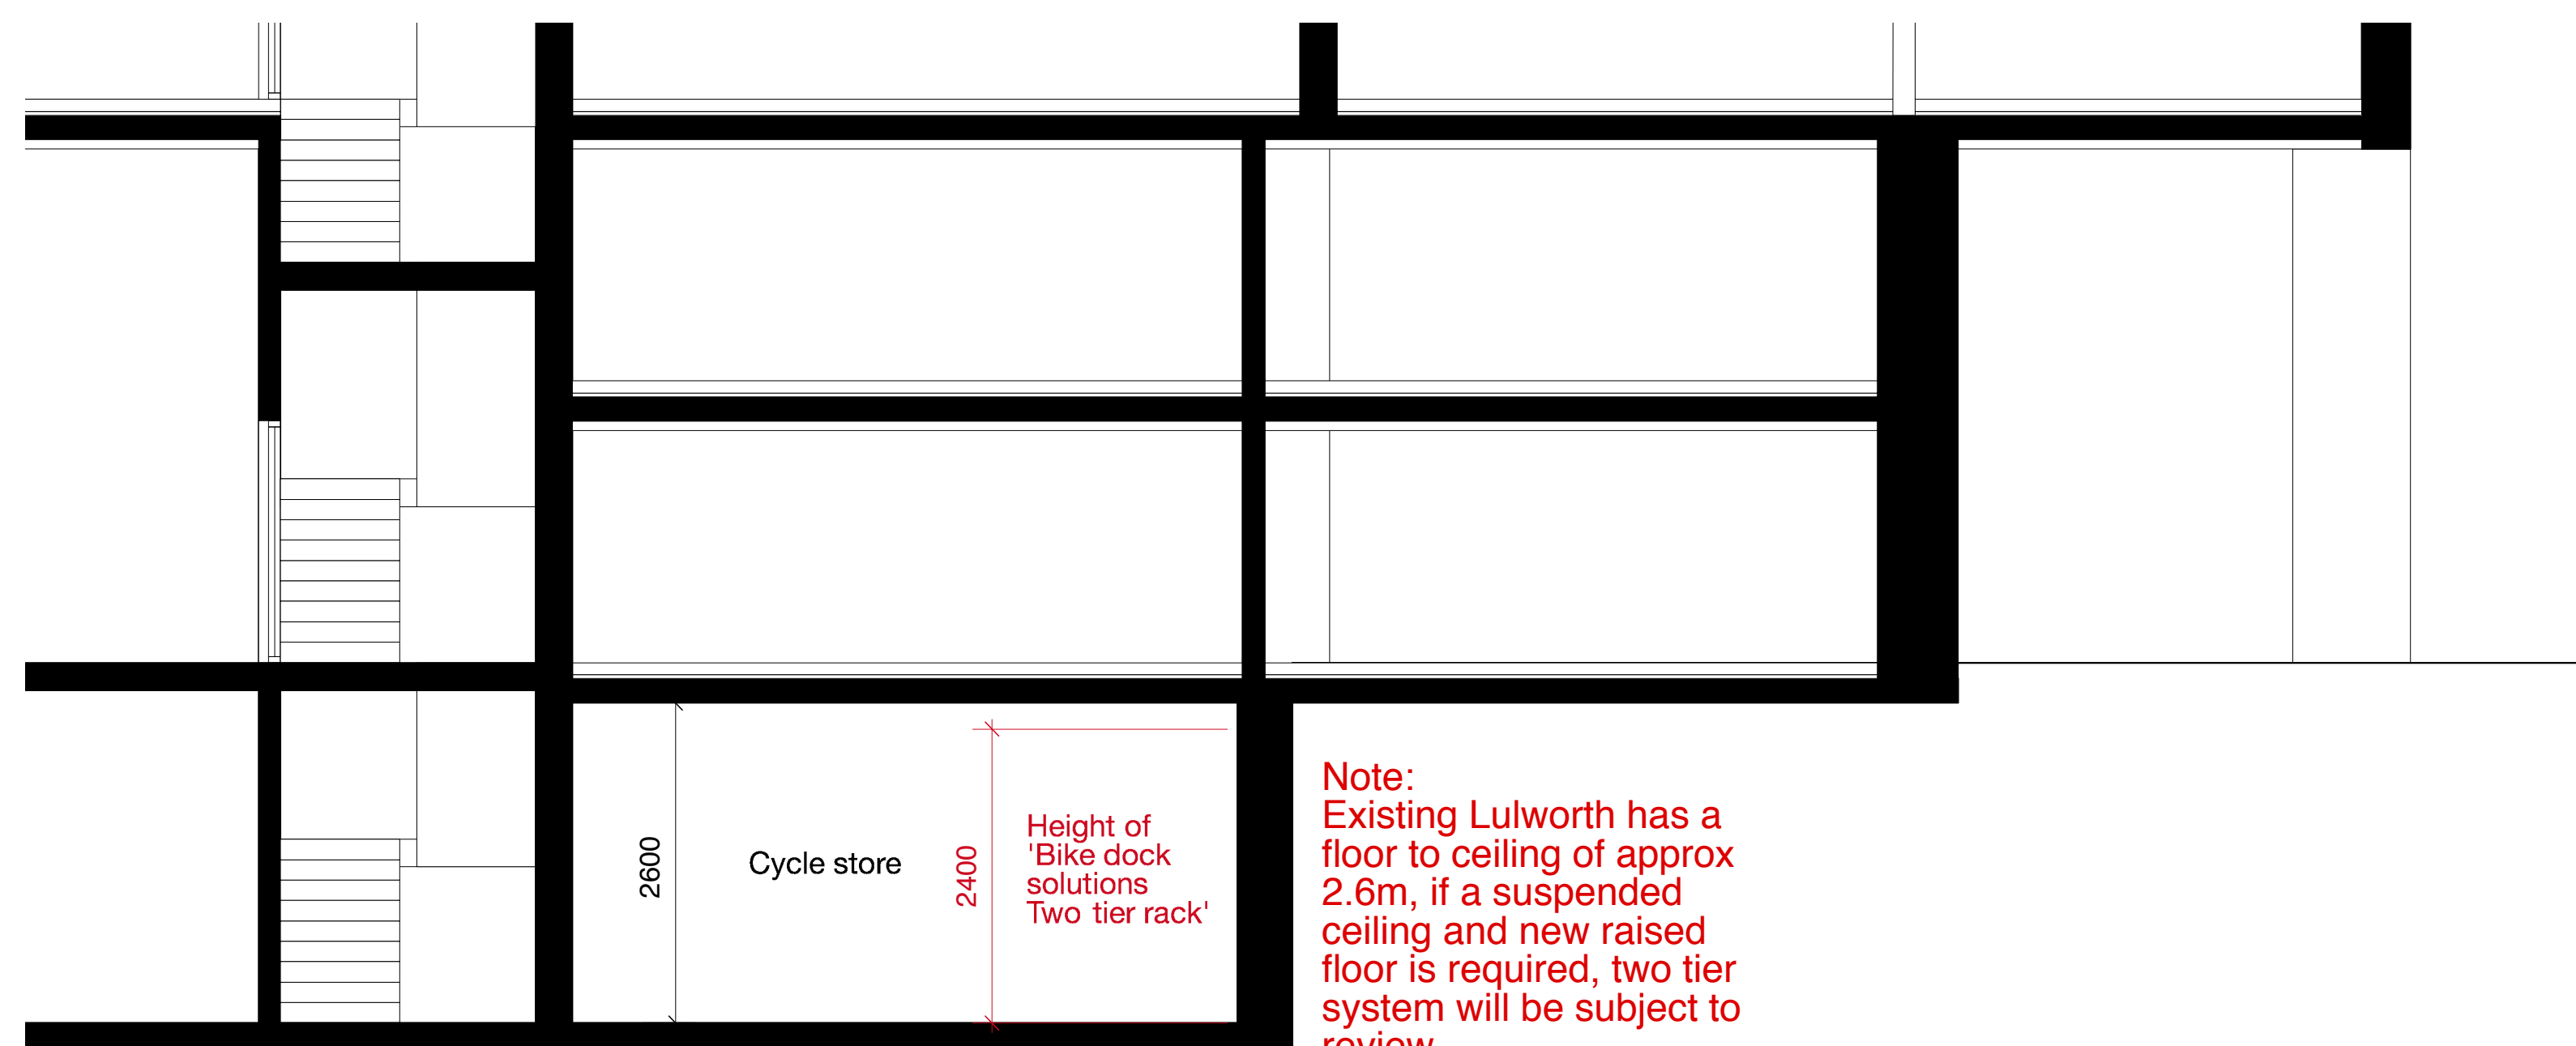 2600
Cycle store
2400
Height of
'Bike dock
solutions
Two tier rack'
Note:
Existing Lulworth has a
floor to ceiling of approx
2.6m, if a suspended
ceiling and new raised
floor is required, two tier
system will be subject to
review